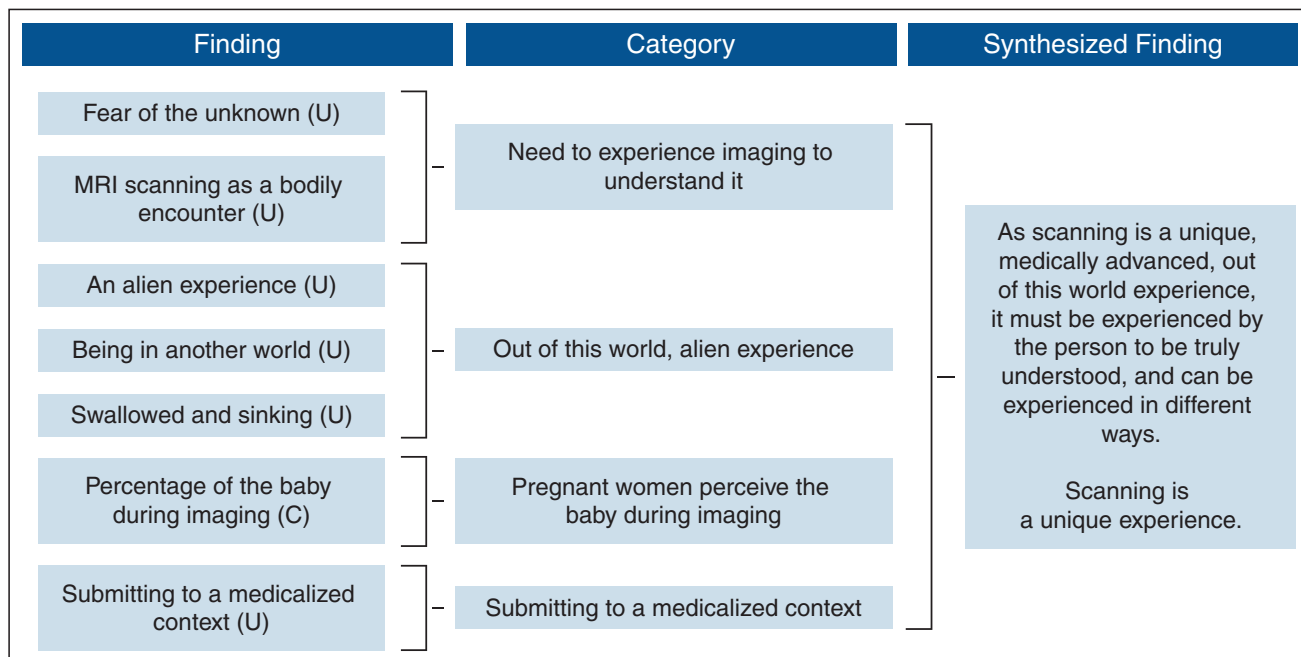 Finding
Category
Synthesized Finding
Fear of the unknown (U)
MRI scanning as a bodily
encounter (U)
Need to experience imaging to
understand it
An alien experience (U)
Being in another world (U)
Swallowed and sinking (U)
Out of this world, alien experience
Percentage of the baby
during imaging (C)
Pregnant women perceive the
baby during imaging
Submitting to a medicalized
context (U)
Submitting to a medicalized context
As scanning is a unique,
medically advanced, out
of this world experience,
it must be experienced by
the person to be truly
understood, and can be
experienced in different
ways.
Scanning is
a unique experience.